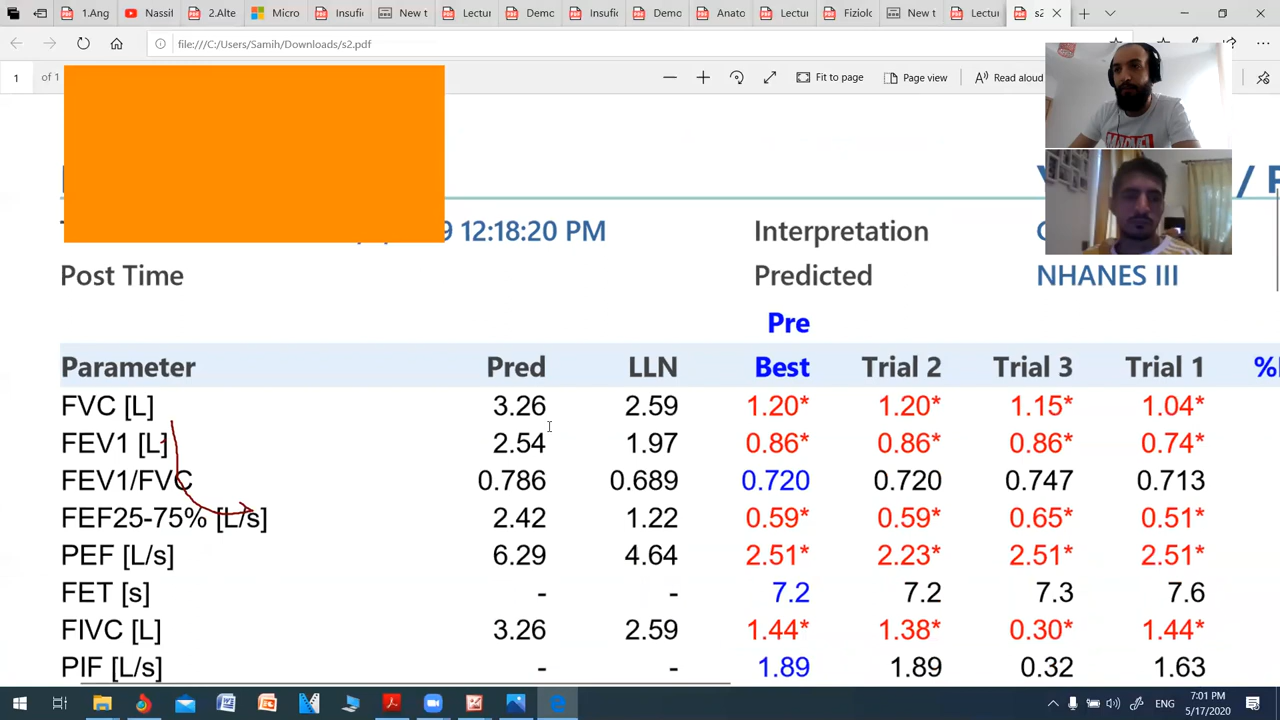 Net
2.Alte
Micro
Insufic
New t
Lectur
Demo
Insufic
Demo
Anato
Lectur
Fiziolo
New t
Lectur
s2
file:///C:/Users/Samih/Downloads/s2.pdf
1 of 1 Fit to page Page view Read aloud
MARVEL
9 12:18:20 PM Interpretation
Post Time Predicted NHANES III
Pre
Parameter Pred LLN Best Trial 2 Trial 3 Trial 1
FVC [L] 3.26 2.59 1.20* 1.20* 1.15* 1.04*
FEV1 [L] 2.54 1.97 0.86* 0.86* 0.86* 0.74*
FEV1/FVC 0.786 0.689 0.720 0.720 0.747 0.713
FEF25-75% [L/s] 2.42 1.22 0.59* 0.59* 0.65* 0.51*
PEF [L/s] 6.29 4.64 2.51* 2.23* 2.51* 2.51*
FET [s] - - 7.2 7.2 7.3 7.6
FIVC [L] 3.26 2.59 1.44* 1.38* 0.30* 1.44*
PIF [L/s] - - 1.89 1.89 0.32 1.63
ENG 7:01 PM
5/17/2020